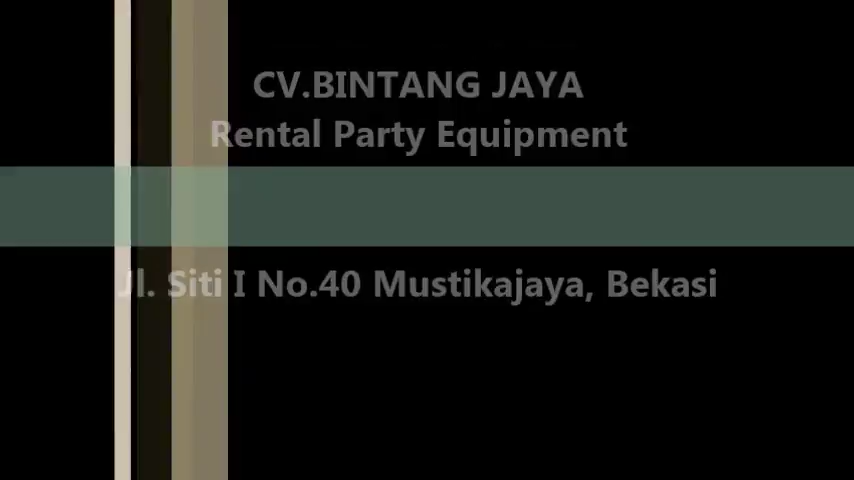 CV.BINTANG JAYA
Rental Party Equipment
Jl. Siti I No.40 Mustikajaya, Bekasi